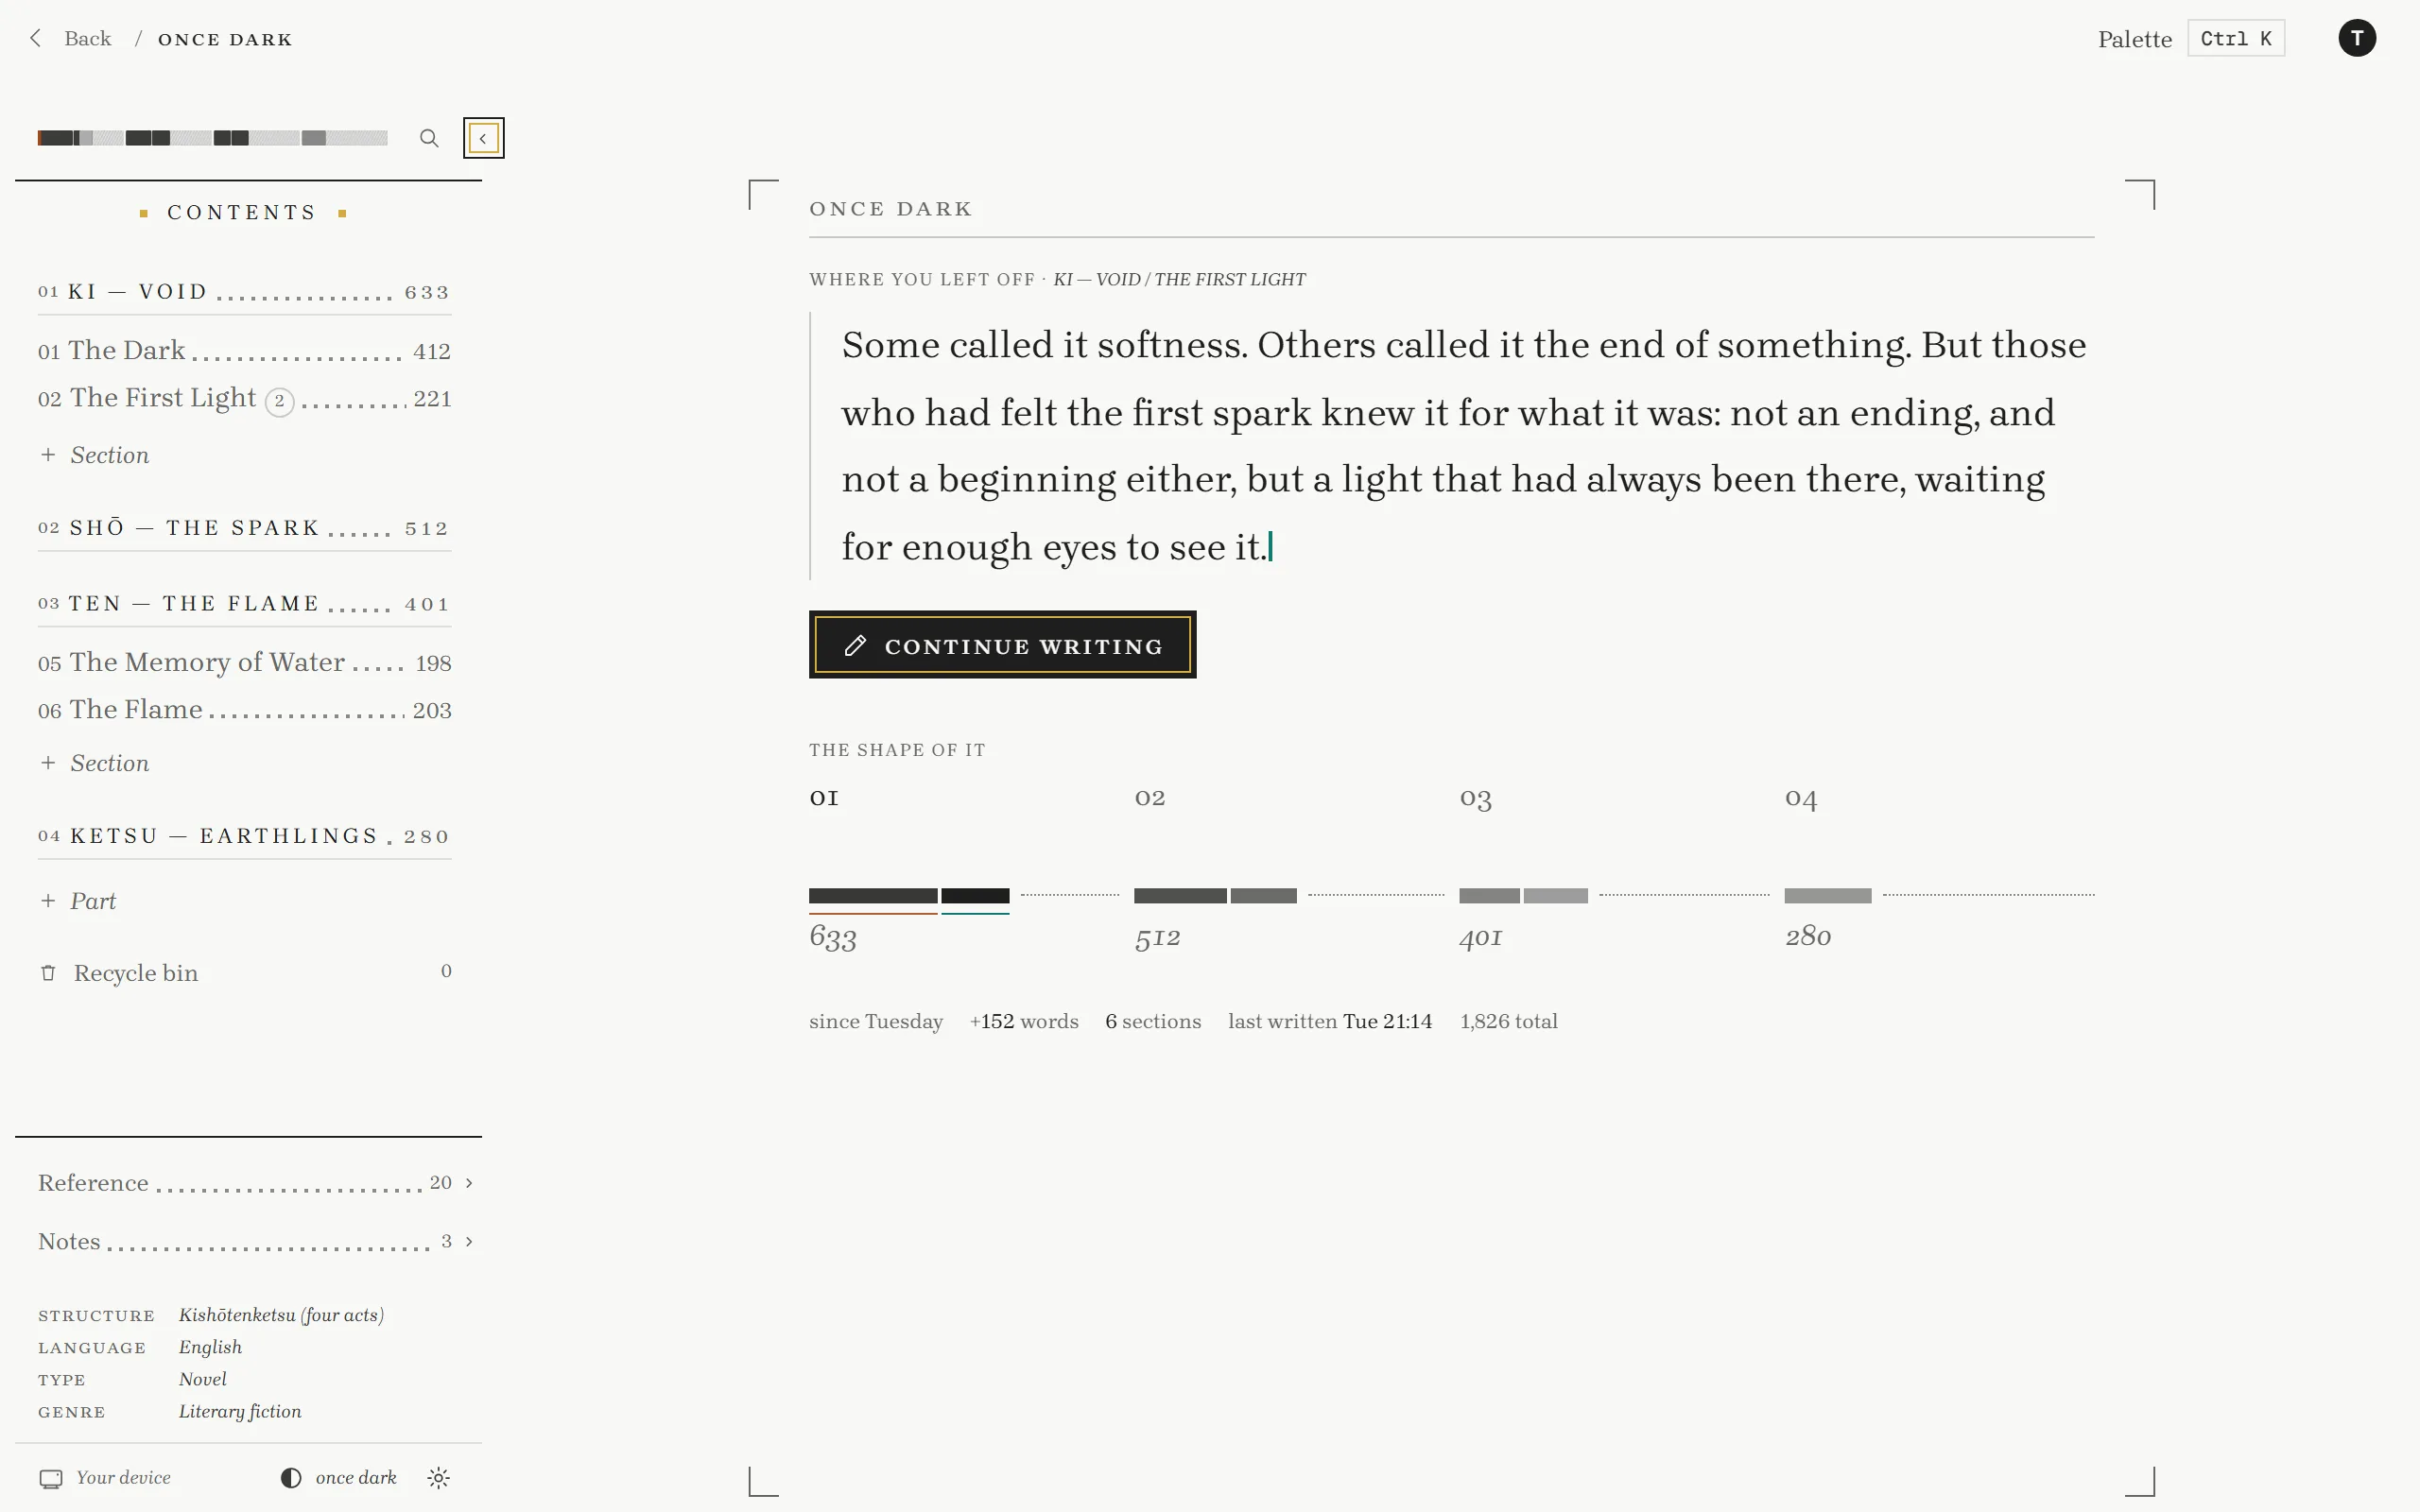 Back / ONCE DARK
Palette Ctrl K T
CONTENTS
01 KI — VOID 633
01 The Dark 412
02 The First Light 2 221
+ Section
02 SHŌ — THE SPARK 512
03 TEN — THE FLAME 401
05 The Memory of Water 198
06 The Flame 203
+ Section
04 KETSU — EARTHLINGS 280
+ Part
Recycle bin 0
Reference 20
Notes 3
STRUCTURE Kishōtenketsu (four acts)
LANGUAGE English
TYPE Novel
GENRE Literary fiction
Your device once dark
ONCE DARK
WHERE YOU LEFT OFF · KI — VOID / THE FIRST LIGHT
Some called it softness. Others called it the end of something. But those
who had felt the first spark knew it for what it was: not an ending, and
not a beginning either, but a light that had always been there, waiting
for enough eyes to see it.
CONTINUE WRITING
THE SHAPE OF IT
01 02 03 04
633 512 401 280
since Tuesday +152 words 6 sections last written Tue 21:14 1,826 total